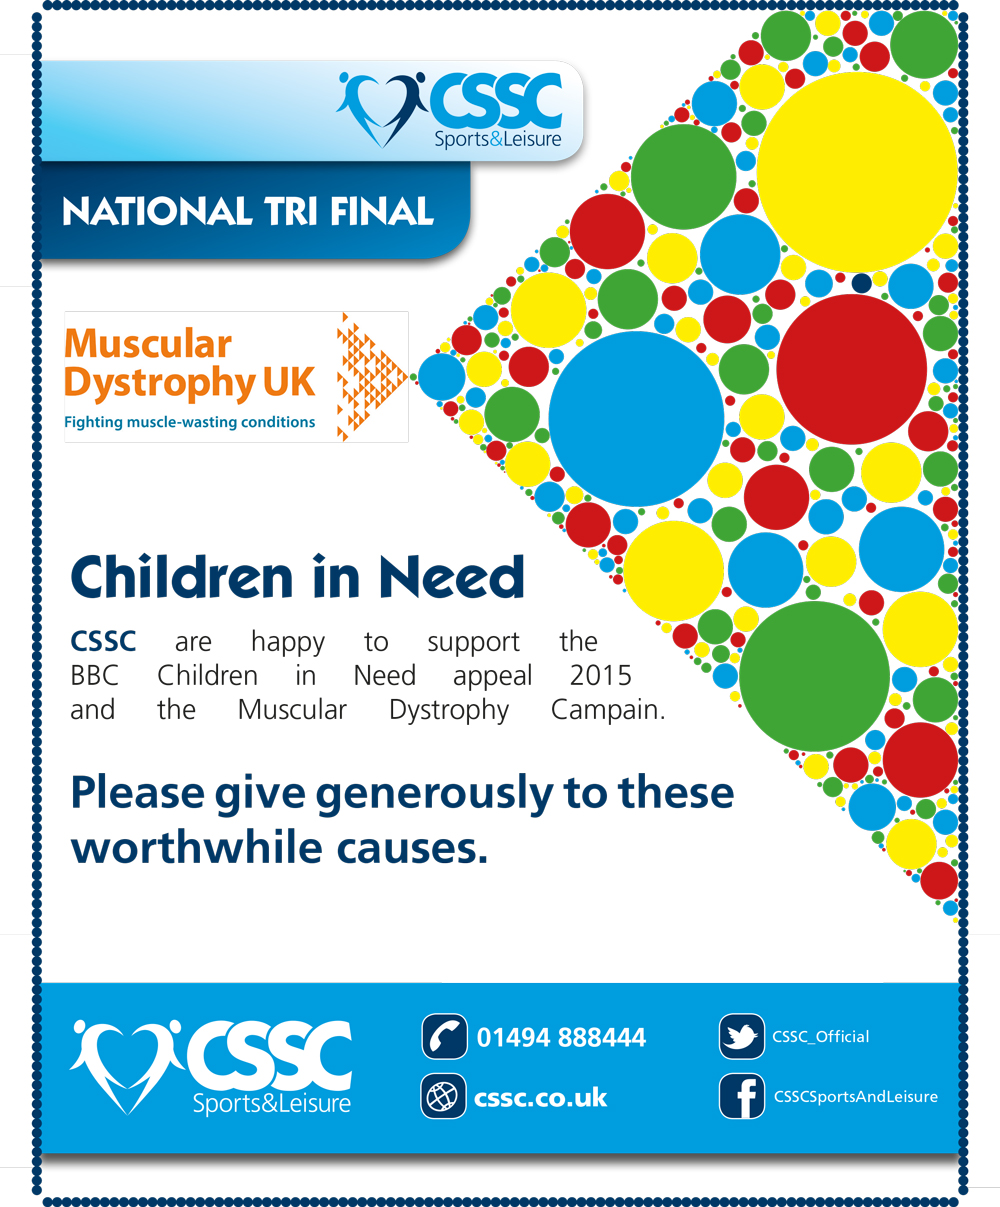 CSSC
Sports&Leisure
NATIONAL TRI FINAL
Muscular
Dystrophy UK
Fighting muscle-wasting conditions
Children in Need
CSSC are happy to support the
BBC Children in Need appeal 2015
and the Muscular Dystrophy Campain.
Please give generously to these
worthwhile causes.
CSSC
Sports&Leisure
01494 888444
cssc.co.uk
CSSC_Official
CSSCSportsAndLeisure